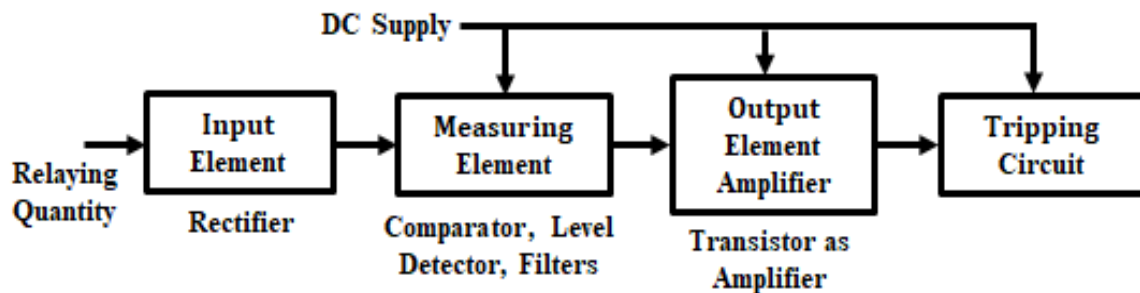 DC Supply
Input
Element
Measuring
Element
Output
Element
Amplifier
Tripping
Circuit
Relaying
Quantity
Rectifier
Comparator, Level
Detector, Filters
Transistor as
Amplifier